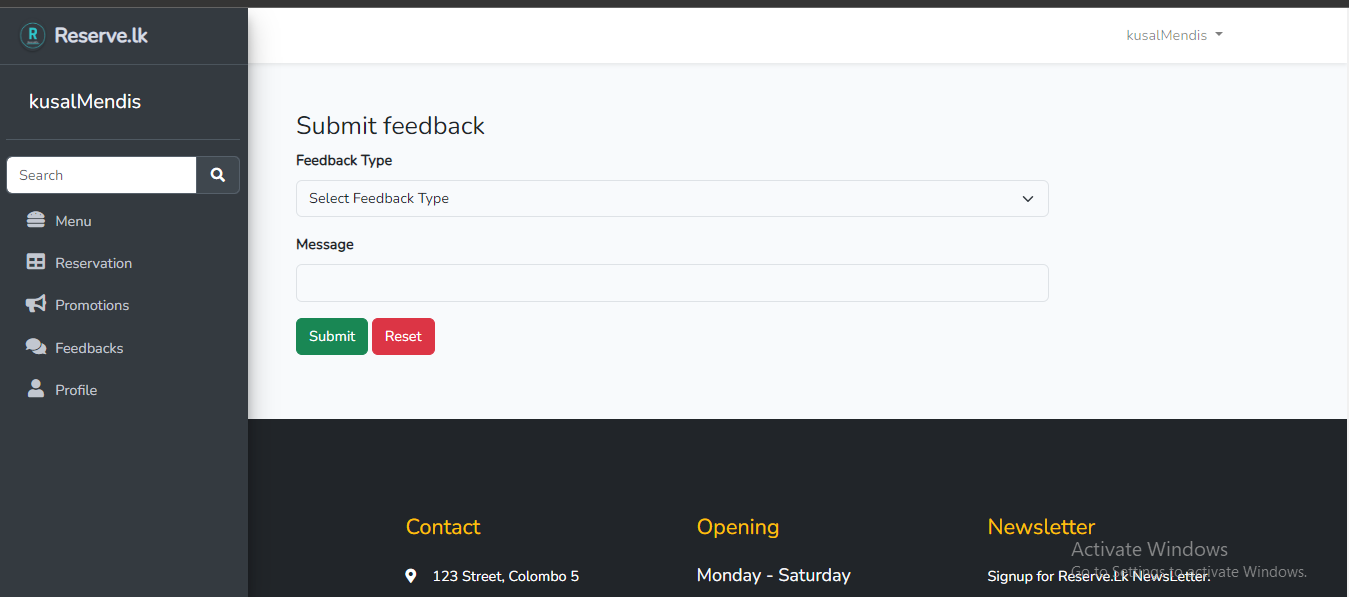 R Reserve.lk
kusalMendis
kusalMendis
Search
Menu
Reservation
Promotions
Feedbacks
Profile
Submit feedback
Feedback Type
Select Feedback Type
Message
Submit Reset
Contact
123 Street, Colombo 5
Opening
Monday - Saturday
Newsletter
Signup for Reserve.Lk NewsLetter.
Activate Windows
Go to Settings to activate Windows.